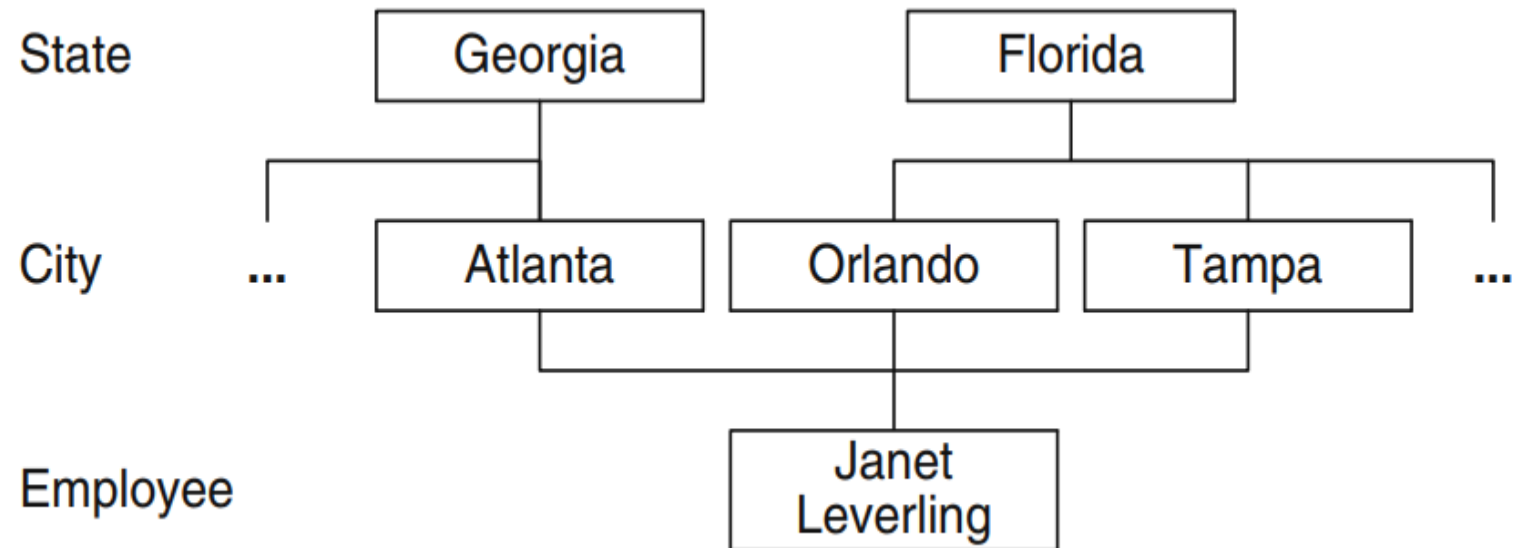 State Georgia Florida
City ... Atlanta Orlando Tampa ...
Employee Janet
Leverling